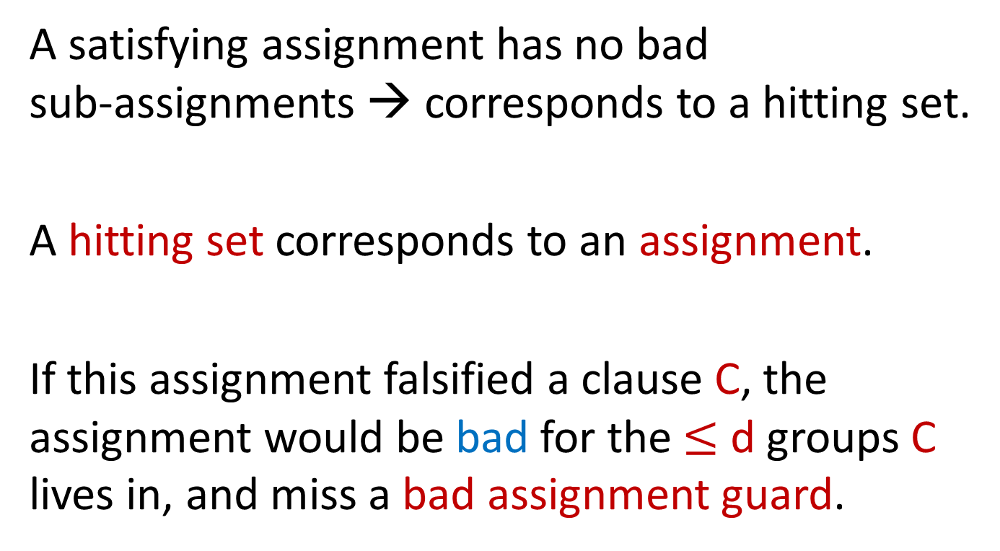 A satisfying assignment has no bad
sub-assignments → corresponds to a hitting set.
A hitting set corresponds to an assignment.
If this assignment falsified a clause C, the
assignment would be bad for the ≤ d groups C
lives in, and miss a bad assignment guard.